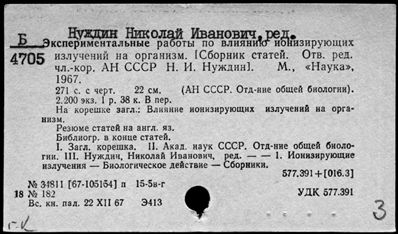 Нуждин Николай Иванович, ред.
Б
4705
Экспериментальные работы по влиянию ионизирующих
излучений на организм. [Сборник статей. Отв. ред.
чл.-кор. АН СССР Н. И. Нуждин]. М., «Наука»,
1967.
271 с. с черт. 22 см. (АН СССР. Отд-ние общей биологии).
2.200 экз. 1 р. 38 к. В пер.
На корешке загл.: Влияние ионизирующих излучений на орга-
низм.
Резюме статей на англ. яз.
Библиогр. в конце статей.
I. Загл. корешка. II. Акад. наук СССР. Отд-ние общей биоло-
гии. III. Нуждин, Николай Иванович, ред. — — 1. Ионизирующие
излучения — Биологическое действие — Сборники.
577.391+[016.3]
№ 34811 [67-105154] п 15-5в-г
18 № 182 УДК 577.391
Вс. кн. пал. 22 XII 67 Э413
3
г-к